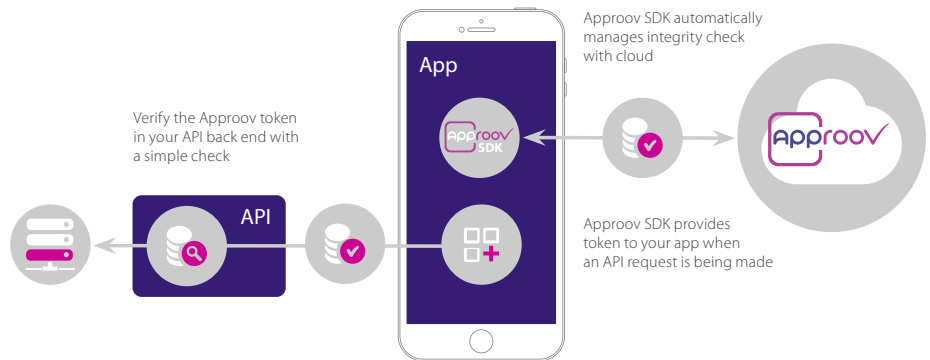 Approov SDK automatically
manages integrity check
with cloud
App
Verify the Approov token
in your API back end with
a simple check
Approov
SDK
Approov
API
Approov SDK provides
token to your app when
an API request is being made